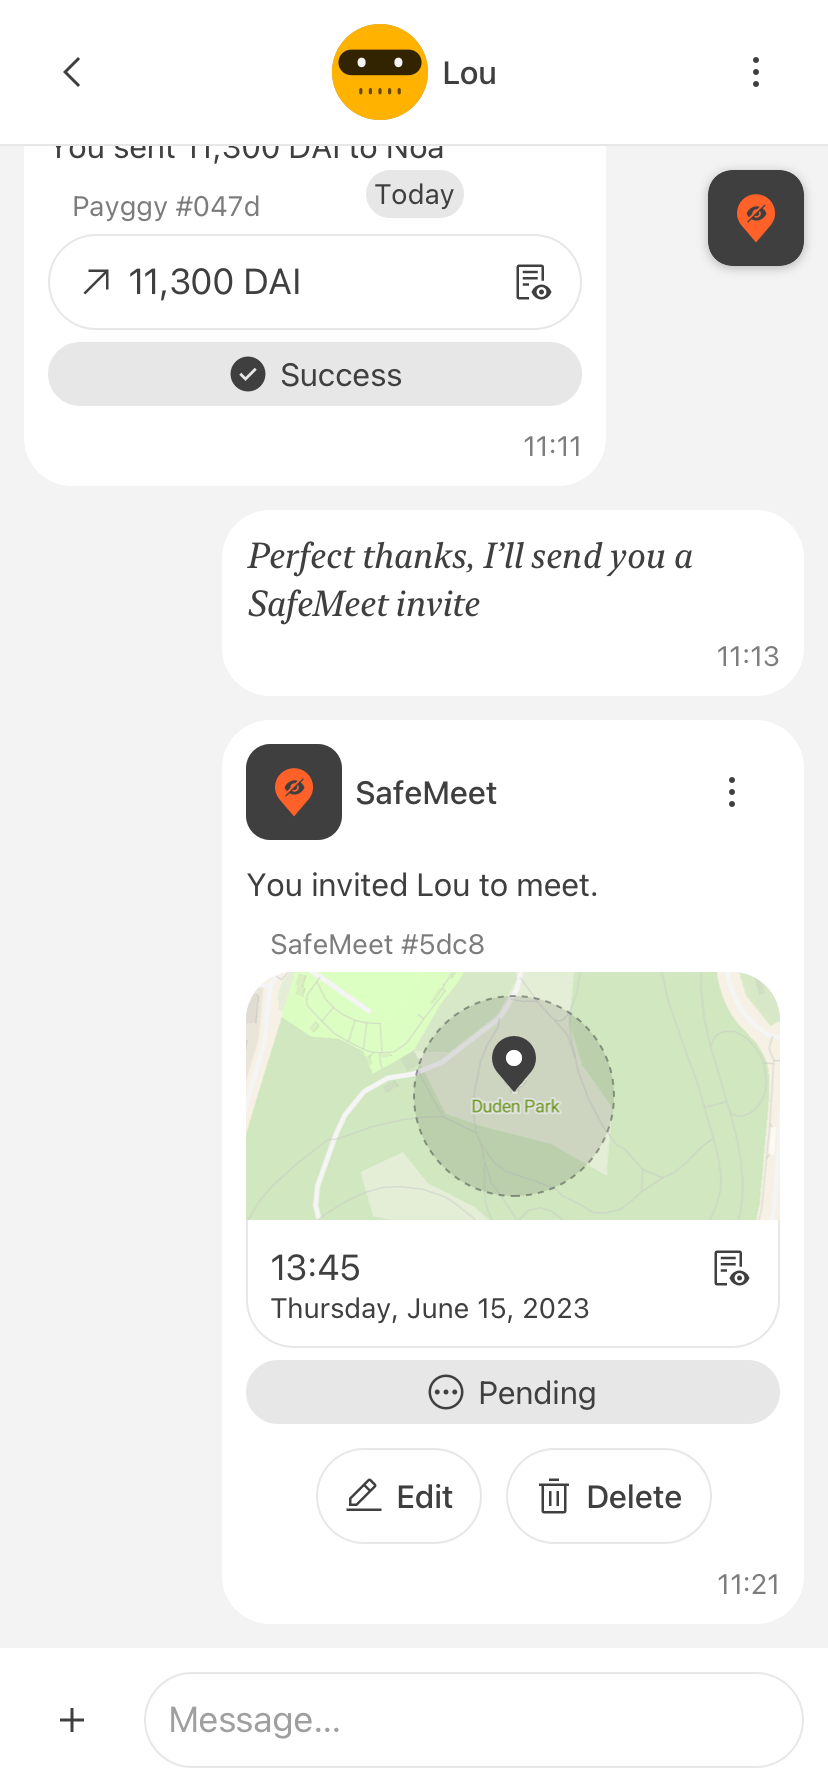 Lou
You sent 11,300 DAI to Noa
Today
Payggy #047d
11,300 DAI
Success
11:11
Perfect thanks, I’ll send you a
SafeMeet invite
11:13
SafeMeet
You invited Lou to meet.
SafeMeet #5dc8
Duden Park
13:45
Thursday, June 15, 2023
Pending
Edit
Delete
11:21
Message...